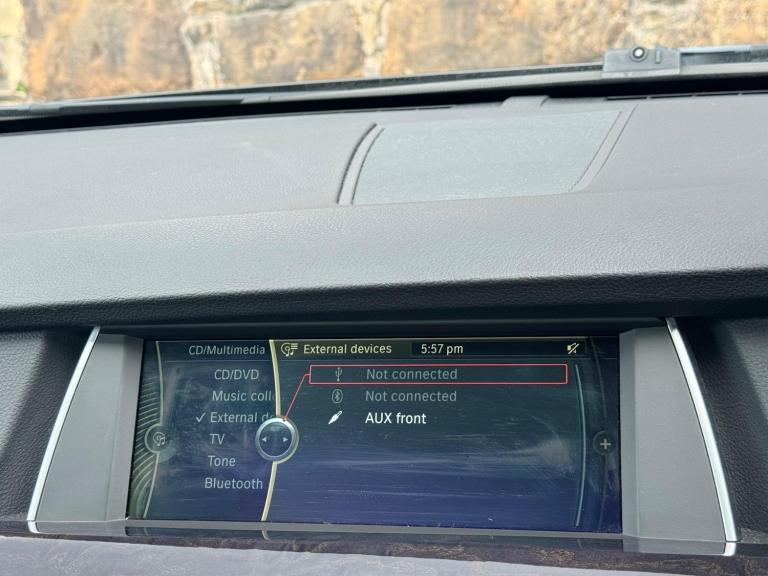 CD/Multimedia
External devices
5:57 pm
CD/DVD
Music coll
External de
TV
Tone
Bluetooth
Not connected
Not connected
AUX front